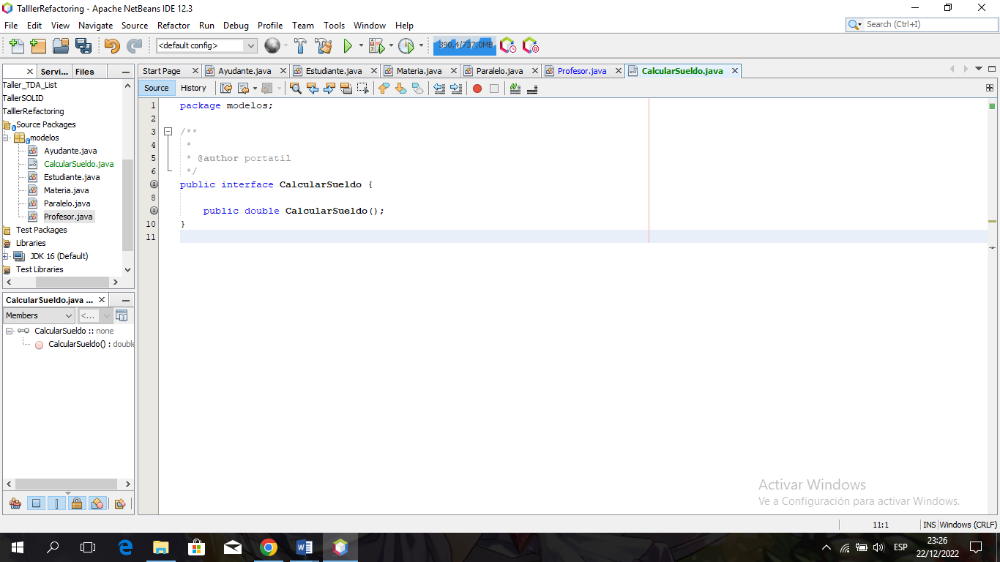 TalllerRefactoring - Apache NetBeans IDE 12.3
File Edit View Navigate Source Refactor Run Debug Profile Team Tools Window Help
Search (Ctrl+I)
<default config>
390,4/737,0MB
Servi... Files
Start Page Ayudante.java Estudiante.java Materia.java Paralelo.java Profesor.java CalcularSueldo.java
Source History
Taller_TDA_List
TallerSOLID
TalllerRefactoring
Source Packages
modelos
Ayudante.java
CalcularSueldo.java
Estudiante.java
Materia.java
Paralelo.java
Profesor.java
Test Packages
Libraries
JDK 16 (Default)
Test Libraries
CalcularSueldo.java ...
Members <...
CalcularSueldo :: none
CalcularSueldo() : double
1 package modelos;
2
3 /**
4 *
5 * @author portatil
6 */
public interface CalcularSueldo {
8
public double CalcularSueldo();
10 }
11
Activar Windows
Ve a Configuración para activar Windows.
11:1 INS Windows (CRLF)
ESP
23:26
22/12/2022